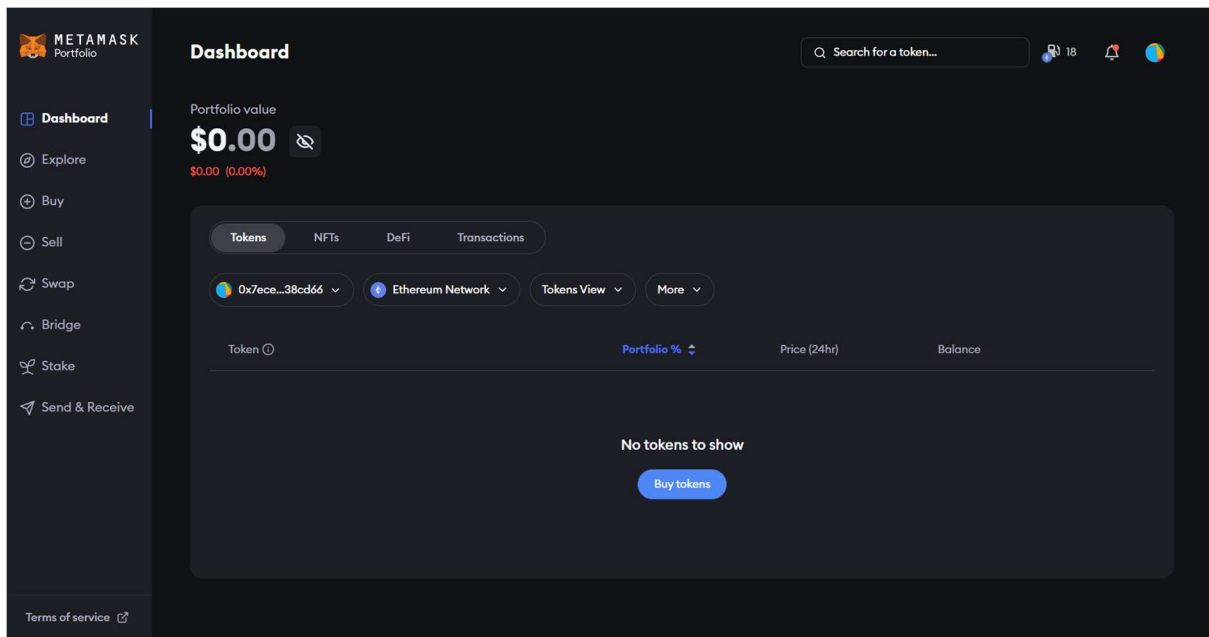 METAMASK
Portfolio
Dashboard
Search for a token...
18
Dashboard
Explore
Buy
Sell
Swap
Bridge
Stake
Send & Receive
Terms of service
Portfolio value
$0.00
$0.00 (0.00%)
Tokens NFTs DeFi Transactions
0x7ece...38cd66 Ethereum Network Tokens View More
Token Portfolio % Price (24hr) Balance
No tokens to show
Buy tokens